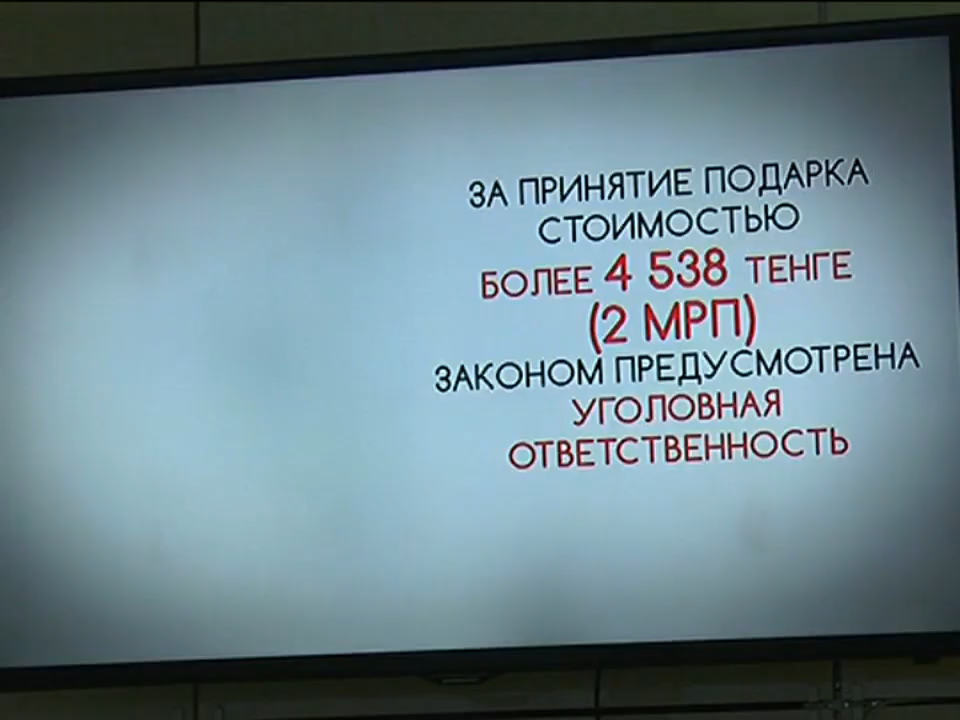 ЗА ПРИНЯТИЕ ПОДАРКА
СТОИМОСТЬЮ
БОЛЕЕ 4 538 ТЕНГЕ
(2 МРП)
ЗАКОНОМ ПРЕДУСМОТРЕНА
УГОЛОВНАЯ
ОТВЕТСТВЕННОСТЬ